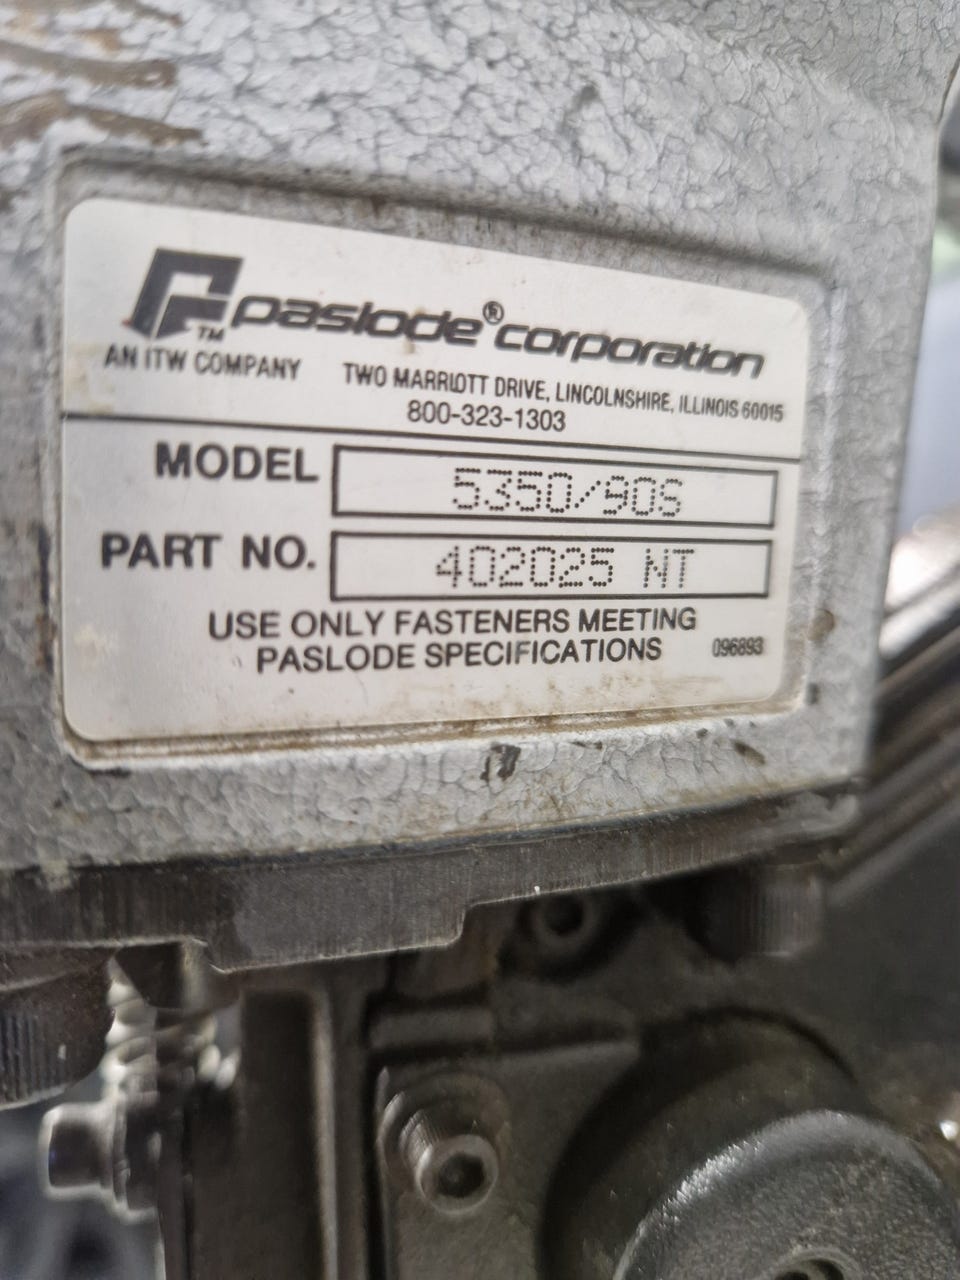 paslode® corporation
TM
AN ITW COMPANY TWO MARRIOTT DRIVE, LINCOLNSHIRE, ILLINOIS 60015
800-323-1303
MODEL 5350/90S
PART NO. 402025 NT
USE ONLY FASTENERS MEETING
PASLODE SPECIFICATIONS 096893